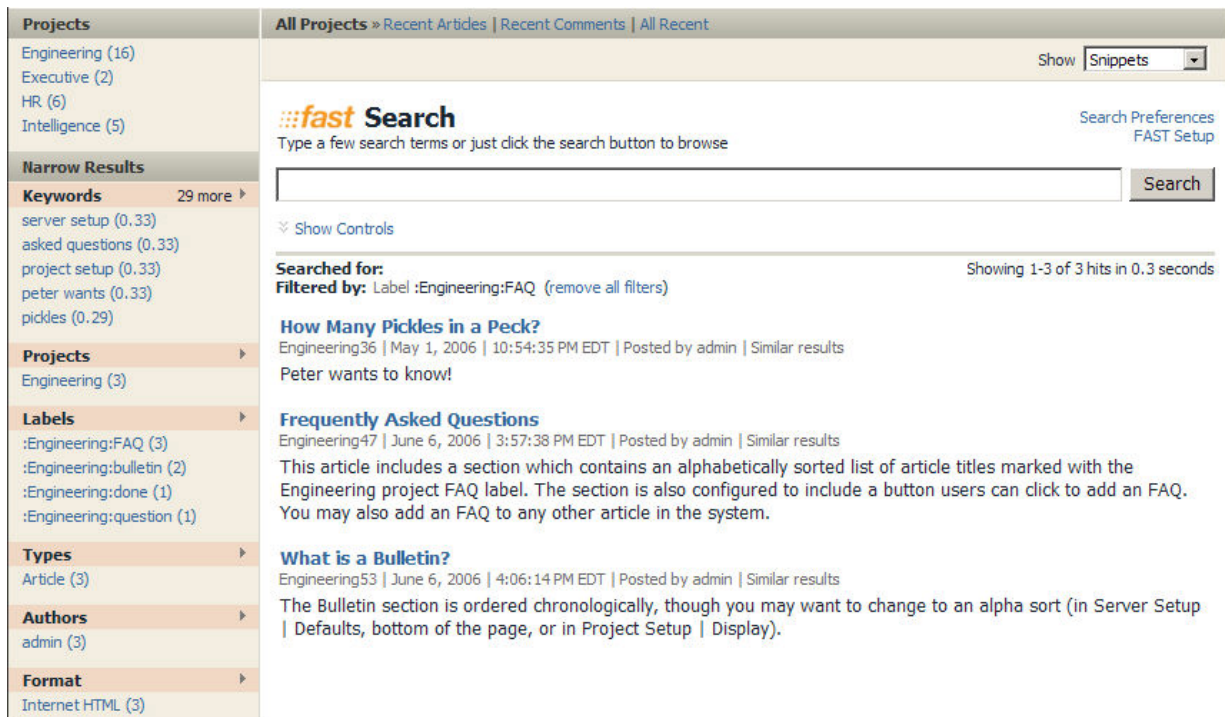 Projects
Engineering (16)
Executive (2)
HR (6)
Intelligence (5)
Narrow Results
Keywords 29 more
server setup (0.33)
asked questions (0.33)
project setup (0.33)
peter wants (0.33)
pickles (0.29)
Projects
Engineering (3)
Labels
:Engineering:FAQ (3)
:Engineering:bulletin (2)
:Engineering:done (1)
:Engineering:question (1)
Types
Article (3)
Authors
admin (3)
Format
Internet HTML (3)
All Projects » Recent Articles | Recent Comments | All Recent
Show Snippets
fast Search
Search Preferences
Type a few search terms or just click the search button to browse
FAST Setup
Search
Show Controls
Searched for:
Showing 1-3 of 3 hits in 0.3 seconds
Filtered by: Label :Engineering:FAQ (remove all filters)
How Many Pickles in a Peck?
Engineering36 | May 1, 2006 | 10:54:35 PM EDT | Posted by admin | Similar results
Peter wants to know!
Frequently Asked Questions
Engineering47 | June 6, 2006 | 3:57:38 PM EDT | Posted by admin | Similar results
This article includes a section which contains an alphabetically sorted list of article titles marked with the
Engineering project FAQ label. The section is also configured to include a button users can click to add an FAQ.
You may also add an FAQ to any other article in the system.
What is a Bulletin?
Engineering53 | June 6, 2006 | 4:06:14 PM EDT | Posted by admin | Similar results
The Bulletin section is ordered chronologically, though you may want to change to an alpha sort (in Server Setup
| Defaults, bottom of the page, or in Project Setup | Display).